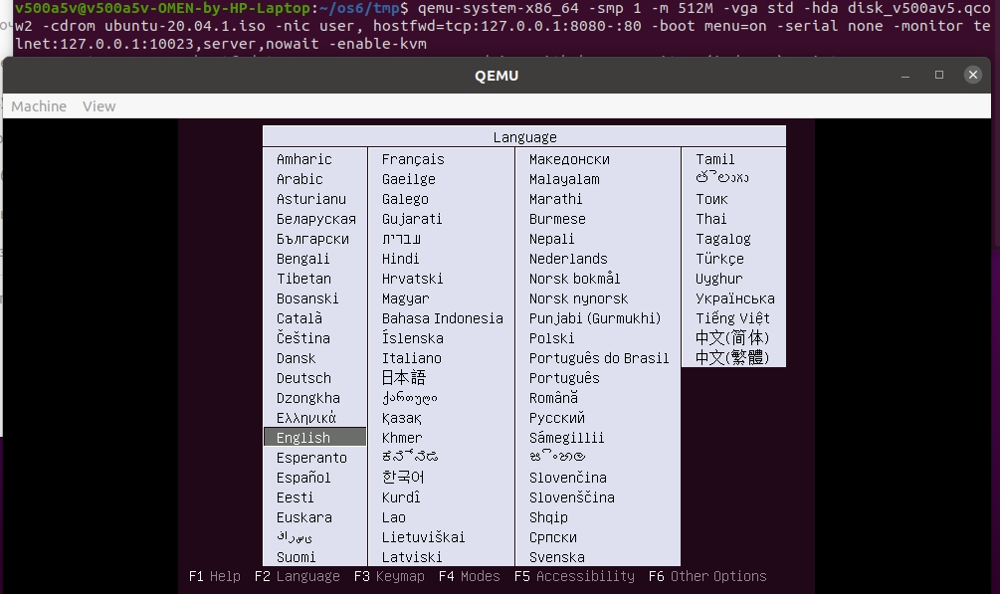 v500a5v@v500a5v-OMEN-by-HP-Laptop:~/os6/tmp$ qemu-system-x86_64 -smp 1 -m 512M -vga std -hda disk_v500av5.qco
w2 -cdrom ubuntu-20.04.1.iso -nic user, hostfwd=tcp:127.0.0.1:8080-:80 -boot menu=on -serial none -monitor te
lnet:127.0.0.1:10023,server,nowait -enable-kvm
QEMU
Machine View
Language
Amharic
Arabic
Asturianu
Беларуская
Български
Bengali
Tibetan
Bosanski
Català
Čeština
Dansk
Deutsch
Dzongkha
Ελληνικά
English
Esperanto
Español
Eesti
Euskara
Suomi
Français
Gaeilge
Galego
Gujarati
עברית
Hindi
Hrvatski
Magyar
Bahasa Indonesia
Íslenska
Italiano
日本語
ქართული
Қазақ
Khmer
ಕನ್ನಡ
한국어
Kurdî
Lao
Lietuviškai
Latviski
Македонски
Malayalam
Marathi
Burmese
Nepali
Nederlands
Norsk bokmål
Norsk nynorsk
Punjabi (Gurmukhi)
Polski
Português do Brasil
Português
Română
Русский
Sámegillii
සිංහල
Slovenčina
Slovenščina
Shqip
Српски
Svenska
Tamil
తెలుగు
Тоик
Thai
Tagalog
Türkçe
Uyghur
Українська
Tiếng Việt
中文(简体)
中文(繁體)
F1 Help F2 Language F3 Keymap F4 Modes F5 Accessibility F6 Other Options